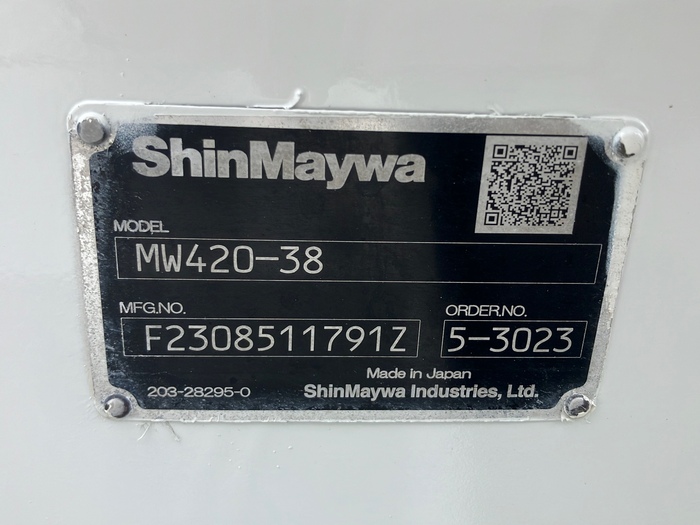 ShinMaywa
MODEL
MW420-38
MFG.NO. ORDER.NO.
F2308511791Z 5-3023
Made in Japan
203-28295-0 ShinMaywa Industries, Ltd.